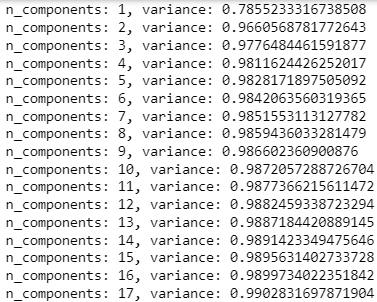 n_components: 1, variance: 0.7855233316738508
n_components: 2, variance: 0.9660568781772643
n_components: 3, variance: 0.9776484461591877
n_components: 4, variance: 0.9811624426252017
n_components: 5, variance: 0.9828171897505092
n_components: 6, variance: 0.9842063560319365
n_components: 7, variance: 0.9851553113127782
n_components: 8, variance: 0.9859436033281479
n_components: 9, variance: 0.986602360900876
n_components: 10, variance: 0.9872057288726704
n_components: 11, variance: 0.9877366215611472
n_components: 12, variance: 0.9882459338723294
n_components: 13, variance: 0.9887184420889145
n_components: 14, variance: 0.9891423349475646
n_components: 15, variance: 0.9895631402733728
n_components: 16, variance: 0.9899734022351842
n_components: 17, variance: 0.9902831697871904